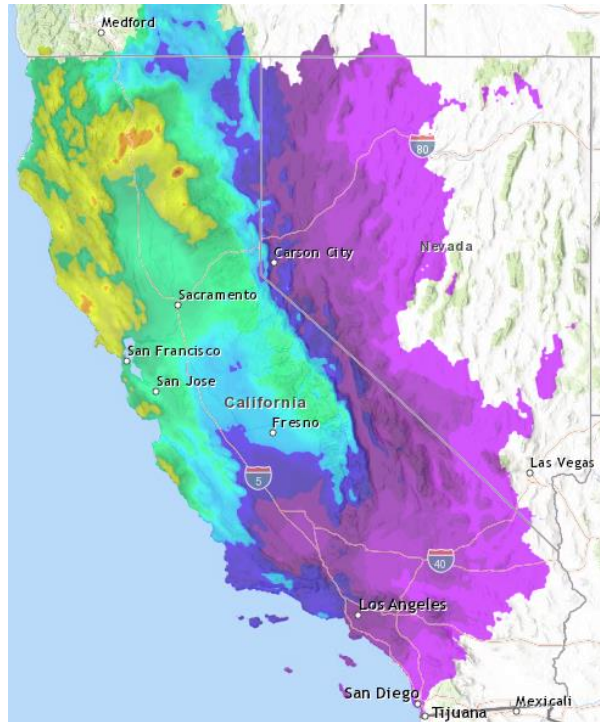 Medford
80
Carson City
Nevada
Sacramento
San Francisco
San Jose
California
Fresno
Las Vegas
5
40
Los Angeles
San Diego
Mexicali
Tijuana